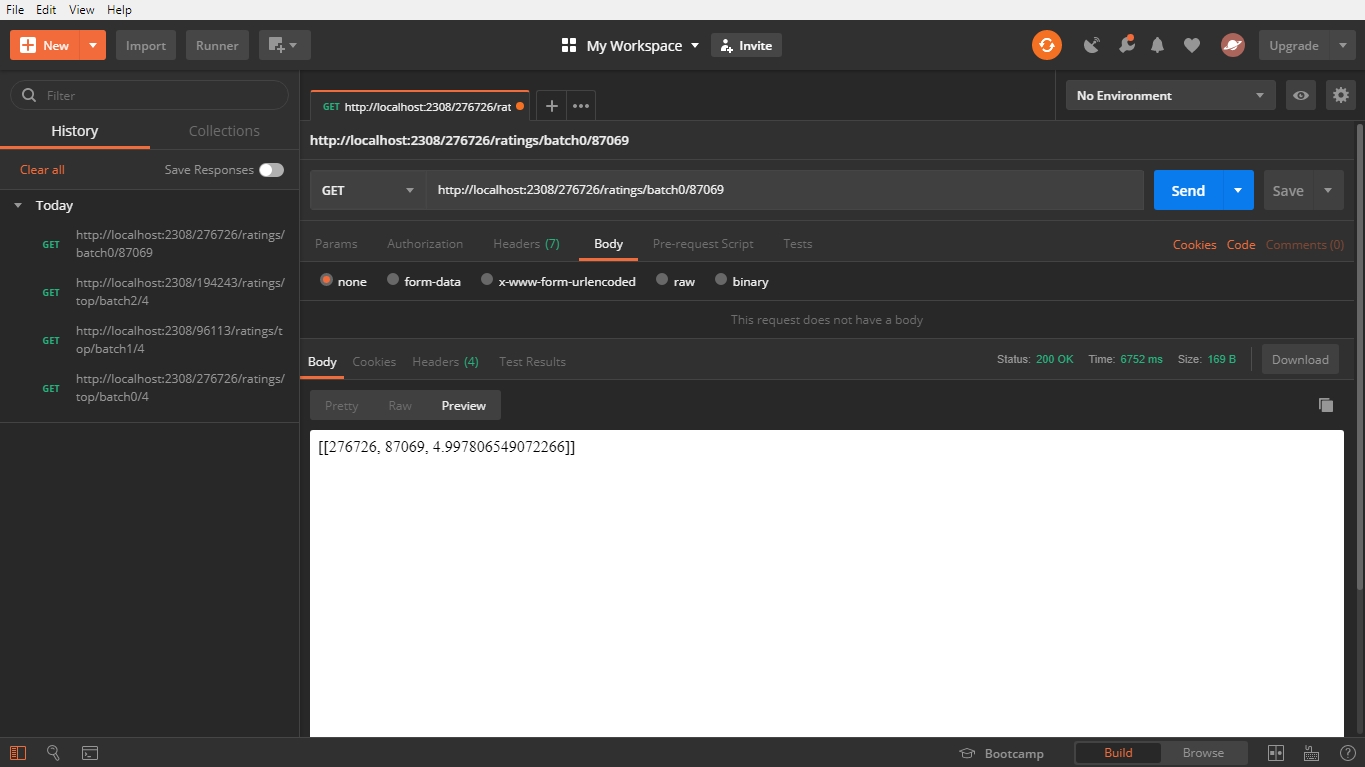 File Edit View Help
New Import Runner My Workspace Invite Upgrade
Filter
History Collections
Clear all Save Responses
Today
GET http://localhost:2308/276726/ratings/
batch0/87069
GET http://localhost:2308/194243/ratings/
top/batch2/4
GET http://localhost:2308/96113/ratings/t
op/batch1/4
GET http://localhost:2308/276726/ratings/
top/batch0/4
GET http://localhost:2308/276726/rat
No Environment
http://localhost:2308/276726/ratings/batch0/87069
GET http://localhost:2308/276726/ratings/batch0/87069 Send Save
Params Authorization Headers (7) Body Pre-request Script Tests Cookies Code Comments (0)
none form-data x-www-form-urlencoded raw binary
This request does not have a body
Body Cookies Headers (4) Test Results Status: 200 OK Time: 6752 ms Size: 169 B Download
Pretty Raw Preview
[[276726, 87069, 4.997806549072266]]
Bootcamp Build Browse